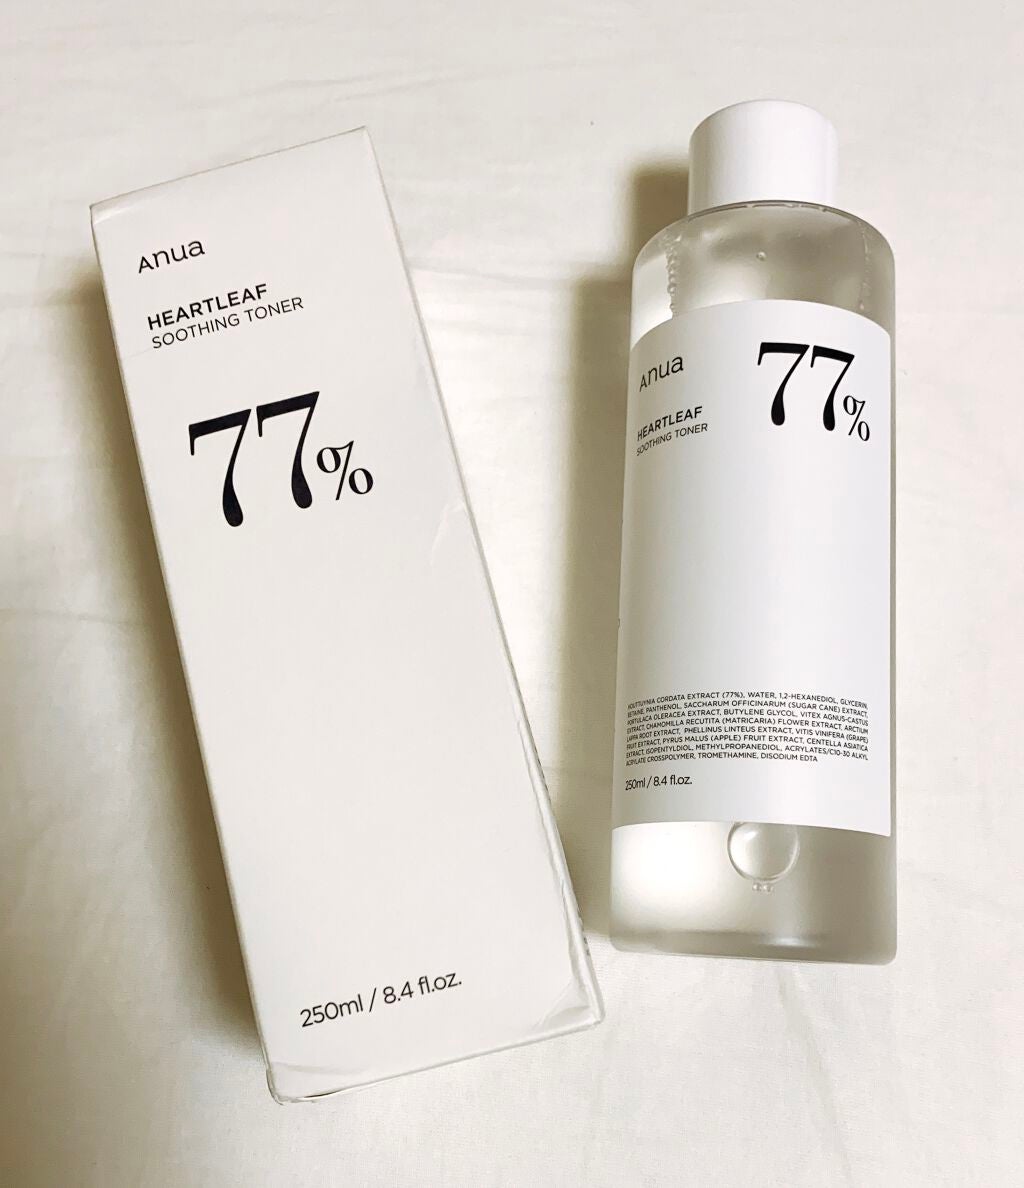 Anua
HEARTLEAF
SOOTHING TONER
77%
250ml / 8.4 fl.oz.
Anua
77%
HEARTLEAF
SOOTHING TONER
HOUTTUYNIA CORDATA EXTRACT (77%), WATER, 1,2-HEXANEDIOL, GLYCERIN,
BETAINE, PANTHENOL, SACCHARUM OFFICINARUM (SUGAR CANE) EXTRACT,
PORTULACA OLERACEA EXTRACT, BUTYLENE GLYCOL, VITEX AGNUS-CASTUS
EXTRACT, CHAMOMILLA RECUTITA (MATRICARIA) FLOWER EXTRACT, ARCTIUM
LAPPA ROOT EXTRACT, PHELLINUS LINTEUS EXTRACT, VITIS VINIFERA (GRAPE)
FRUIT EXTRACT, PYRUS MALUS (APPLE) FRUIT EXTRACT, CENTELLA ASIATICA
EXTRACT, ISOPENTYLDIOL, METHYLPROPANEDIOL, ACRYLATES/C10-30 ALKYL
ACRYLATE CROSSPOLYMER, TROMETHAMINE, DISODIUM EDTA
250ml / 8.4 fl.oz.